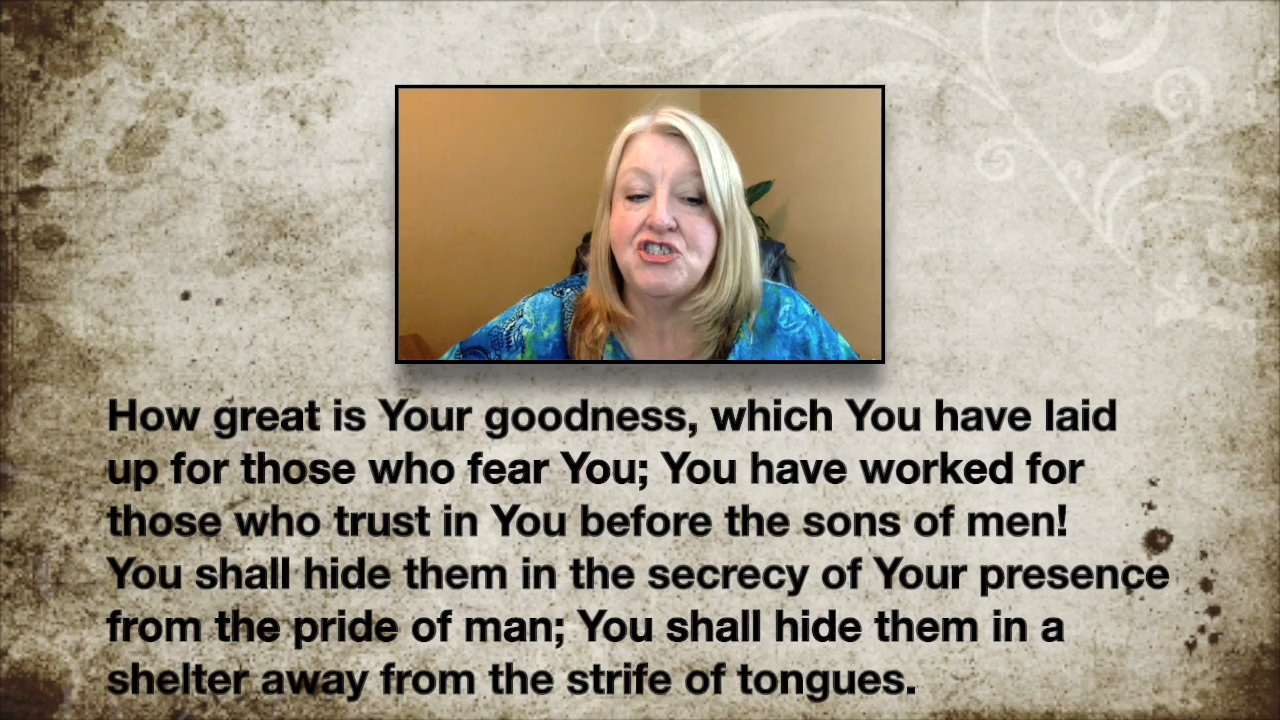 How great is Your goodness, which You have laid
up for those who fear You; You have worked for
those who trust in You before the sons of men!
You shall hide them in the secrecy of Your presence
from the pride of man; You shall hide them in a
shelter away from the strife of tongues.